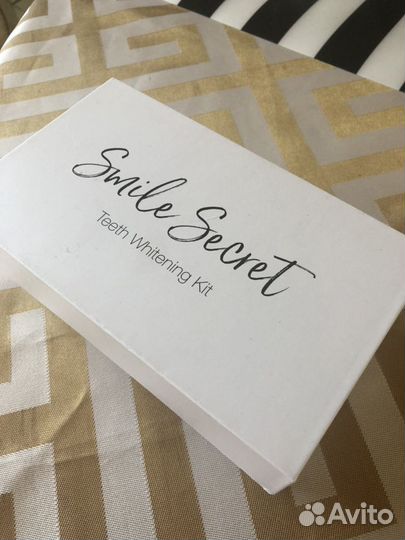 Smile Secret
Teeth Whitening Kit
Avito